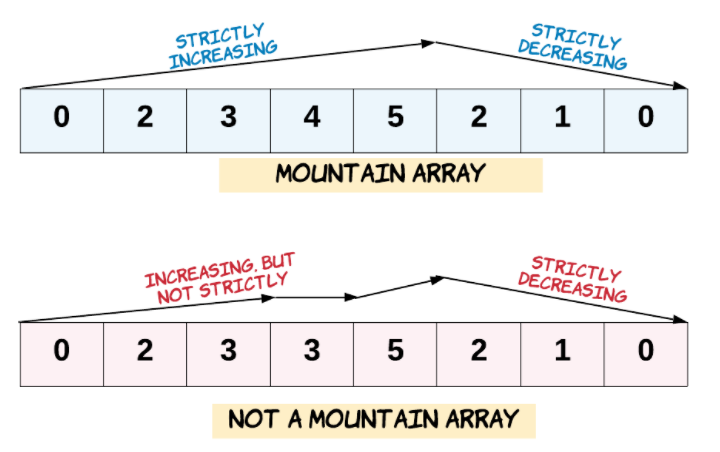 STRICTLY
INCREASING
STRICTLY
DECREASING
0 2 3 4 5 2 1 0
MOUNTAIN ARRAY
INCREASING. BUT
NOT STRICTLY
STRICTLY
DECREASING
0 2 3 3 5 2 1 0
NOT A MOUNTAIN ARRAY